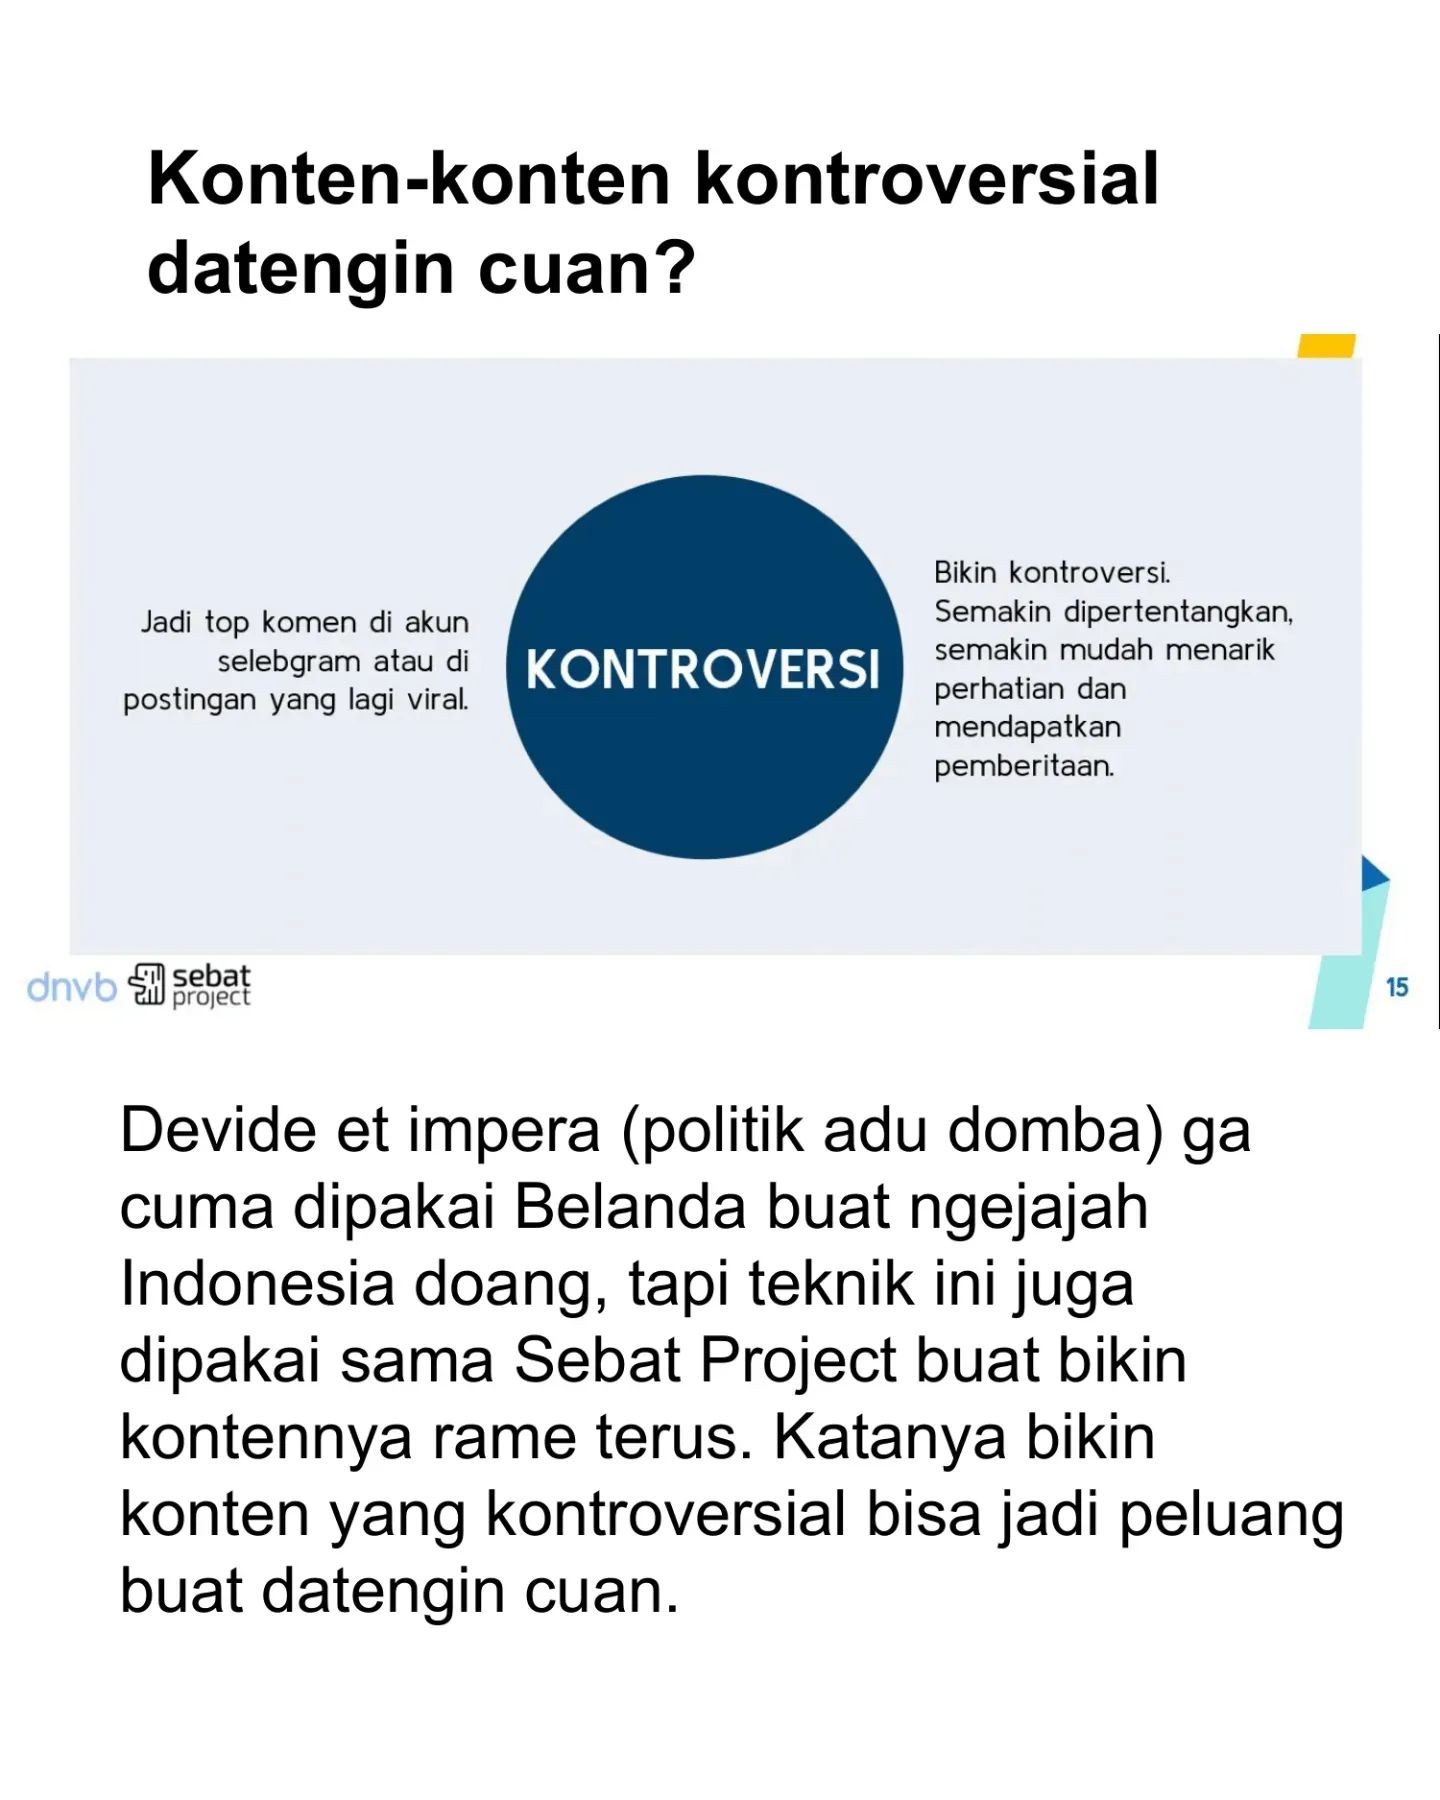 Konten-konten kontroversial
datengin cuan?
Jadi top komen di akun
selebgram atau di
postingan yang lagi viral.
KONTROVERSI
Bikin kontroversi.
Semakin dipertentangkan,
semakin mudah menarik
perhatian dan
mendapatkan
pemberitaan.
dnvb
sebat
project
15
Devide et impera (politik adu domba) ga
cuma dipakai Belanda buat ngejajah
Indonesia doang, tapi teknik ini juga
dipakai sama Sebat Project buat bikin
kontennya rame terus. Katanya bikin
konten yang kontroversial bisa jadi peluang
buat datengin cuan.